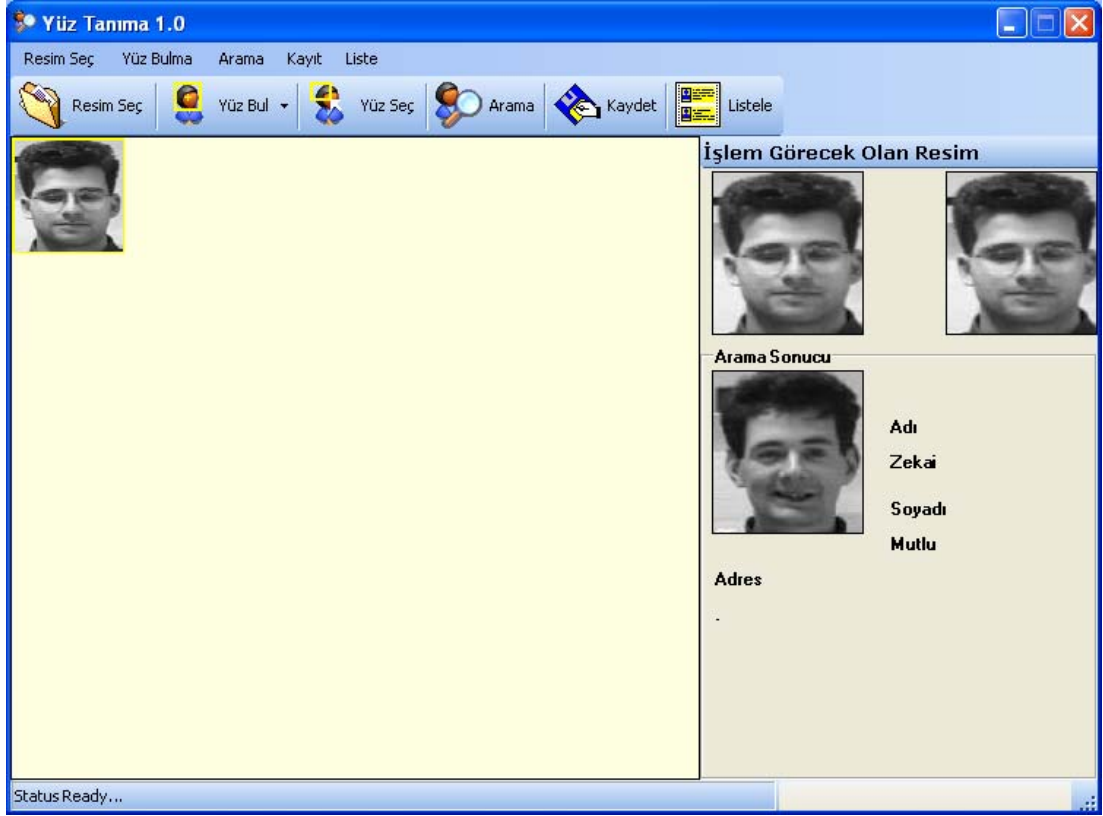 Yüz Tanıma 1.0
Resim Seç Yüz Bulma Arama Kayıt Liste
Resim Seç Yüz Bul Yüz Seç Arama Kaydet Listele
İşlem Görecek Olan Resim
Arama Sonucu
Adı
Zekai
Soyadı
Mutlu
Adres
.
Status Ready...